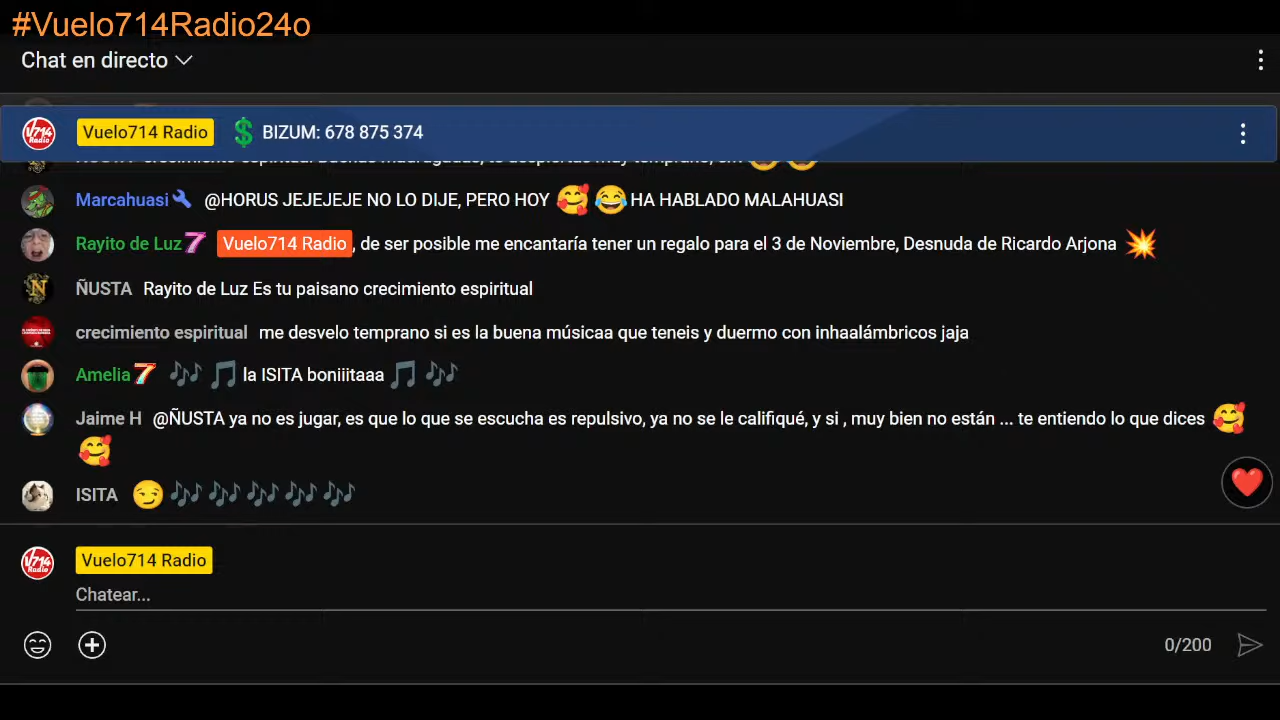 #Vuelo714Radio24o
Chat en directo
Vuelo714 Radio 💲 BIZUM: 678 875 374
Marcahuasi @HORUS JEJEJEJE NO LO DIJE, PERO HOY 🥰 😂 HA HABLADO MALAHUASI
Rayito de Luz 7 Vuelo714 Radio, de ser posible me encantaría tener un regalo para el 3 de Noviembre, Desnuda de Ricardo Arjona 💥
ÑUSTA Rayito de Luz Es tu paisano crecimiento espiritual
crecimiento espiritual me desvelo temprano si es la buena músicaa que teneis y duermo con inhaalámbricos jaja
Amelia 7 🎶 🎵 la ISITA boniiitaaa 🎵 🎶
Jaime H @ÑUSTA ya no es jugar, es que lo que se escucha es repulsivo, ya no se le califiqué, y si , muy bien no están ... te entiendo lo que dices 🥰
🥰
ISITA 😏 🎶 🎶 🎶 🎶 🎶
Vuelo714 Radio
Chatear...
0/200